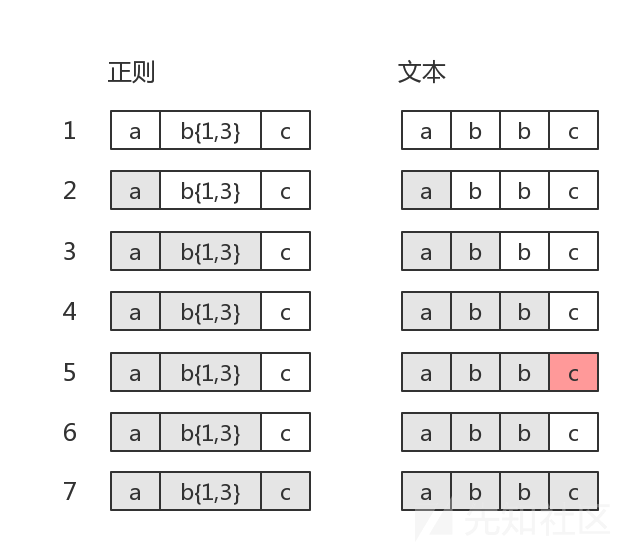 正则 文本
1 a b{1,3} c a b b c
2 a b{1,3} c a b b c
3 a b{1,3} c a b b c
4 a b{1,3} c a b b c
5 a b{1,3} c a b b c
6 a b{1,3} c a b b c
7 a b{1,3} c a b b c
先知社区